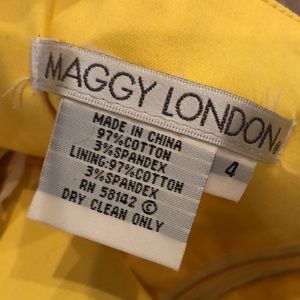 MAGGY LONDON®
4
MADE IN CHINA
97%COTTON
3%SPANDEX
LINING:97%COTTON
3%SPANDEX
RN 58142 ©
DRY CLEAN ONLY